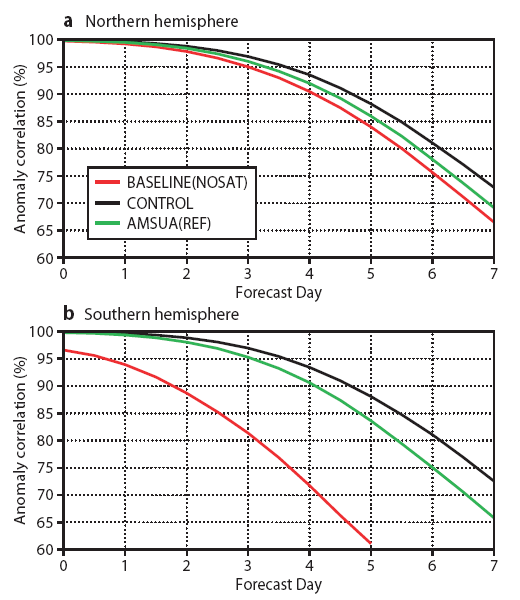 a Northern hemisphere
100
95
90
85
80
75
70
65
60
Anomaly correlation (%)
BASELINE(NOSAT)
CONTROL
AMSUA(REF)
0 1 2 3 4 5 6 7
Forecast Day
b Southern hemisphere
100
95
90
85
80
75
70
65
60
Anomaly correlation (%)
0 1 2 3 4 5 6 7
Forecast Day